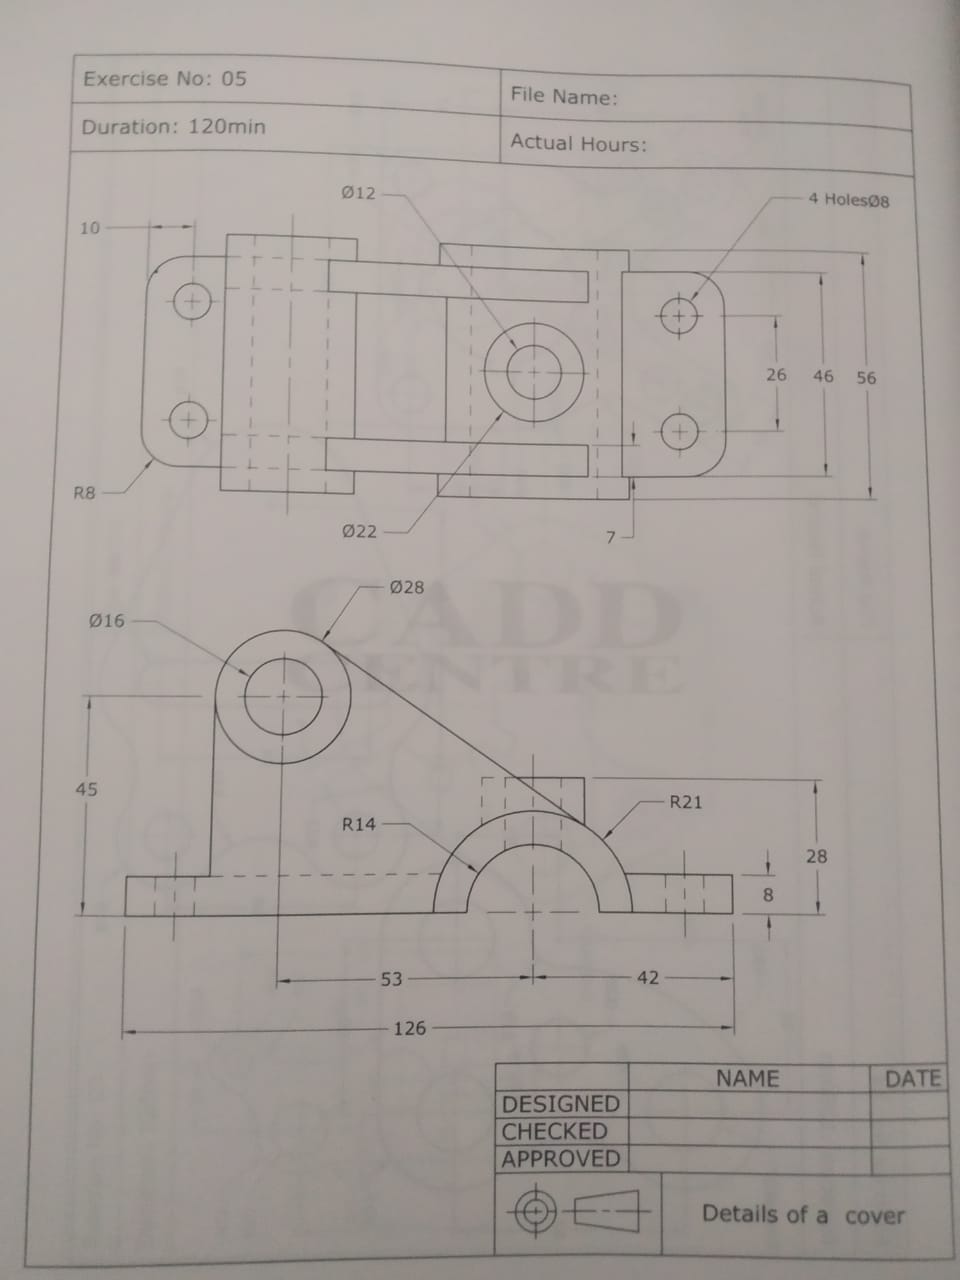 Exercise No: 05
File Name:
Duration: 120min
Actual Hours:
Ø12
4 HolesØ8
10
26
46
56
R8
Ø22
7
Ø28
Ø16
CADD
CENTRE
45
R14
R21
28
8
53
42
126
NAME
DATE
DESIGNED
CHECKED
APPROVED
Details of a cover